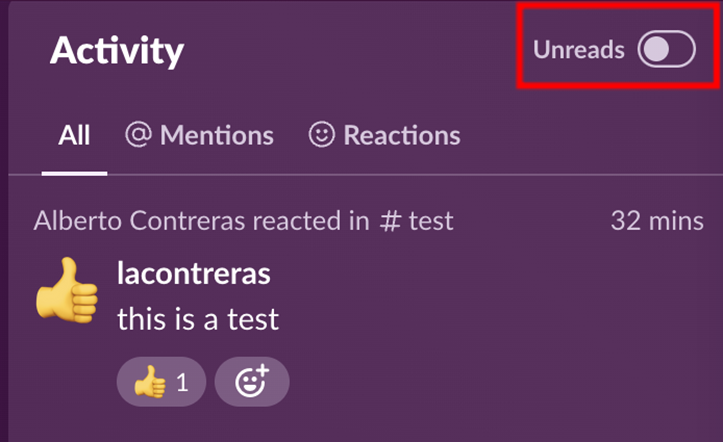 Activity
Unreads
All
Mentions
Reactions
Alberto Contreras reacted in # test
32 mins
lacontreras
this is a test
1